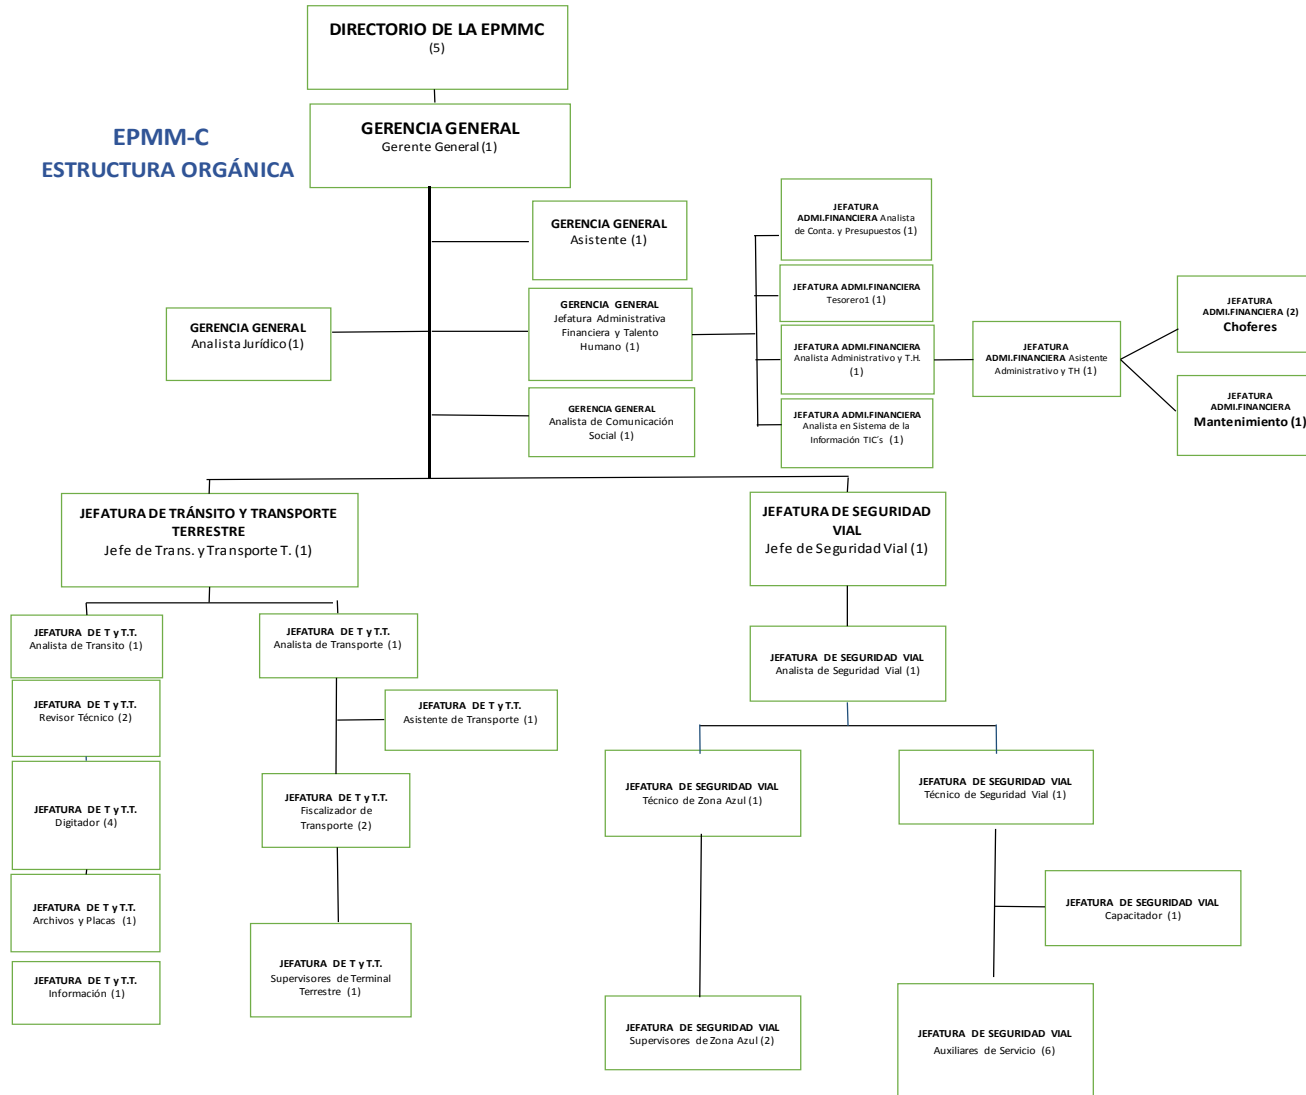 DIRECTORIO DE LA EPMMC
(5)
GERENCIA GENERAL
Gerente General (1)
EPMM-C
ESTRUCTURA ORGÁNICA
GERENCIA GENERAL
Asistente (1)
JEFATURA
ADMI.FINANCIERA Analista
de Conta. y Presupuestos (1)
GERENCIA GENERAL
Analista Jurídico (1)
GERENCIA GENERAL
Jefatura Administrativa
Financiera y Talento
Humano (1)
JEFATURA ADMI.FINANCIERA
Tesorero1 (1)
JEFATURA ADMI.FINANCIERA
Analista Administrativo y T.H.
(1)
JEFATURA
ADMI.FINANCIERA Asistente
Administrativo y TH (1)
JEFATURA
ADMI.FINANCIERA (2)
Choferes
JEFATURA
ADMI.FINANCIERA
Mantenimiento (1)
GERENCIA GENERAL
Analista de Comunicación
Social (1)
JEFATURA ADMI.FINANCIERA
Analista en Sistema de la
Información TIC´s (1)
JEFATURA DE TRÁNSITO Y TRANSPORTE
TERRESTRE
Jefe de Trans. y Transporte T. (1)
JEFATURA DE SEGURIDAD
VIAL
Jefe de Seguridad Vial (1)
JEFATURA DE T y T.T.
Analista de Transito (1)
JEFATURA DE T y T.T.
Analista de Transporte (1)
JEFATURA DE SEGURIDAD VIAL
Analista de Seguridad Vial (1)
JEFATURA DE T y T.T.
Revisor Técnico (2)
JEFATURA DE T y T.T.
Asistente de Transporte (1)
JEFATURA DE T y T.T.
Digitador (4)
JEFATURA DE T y T.T.
Fiscalizador de
Transporte (2)
JEFATURA DE SEGURIDAD VIAL
Técnico de Zona Azul (1)
JEFATURA DE SEGURIDAD VIAL
Técnico de Seguridad Vial (1)
JEFATURA DE T y T.T.
Archivos y Placas (1)
JEFATURA DE SEGURIDAD VIAL
Capacitador (1)
JEFATURA DE T y T.T.
Información (1)
JEFATURA DE T y T.T.
Supervisores de Terminal
Terrestre (1)
JEFATURA DE SEGURIDAD VIAL
Supervisores de Zona Azul (2)
JEFATURA DE SEGURIDAD VIAL
Auxiliares de Servicio (6)